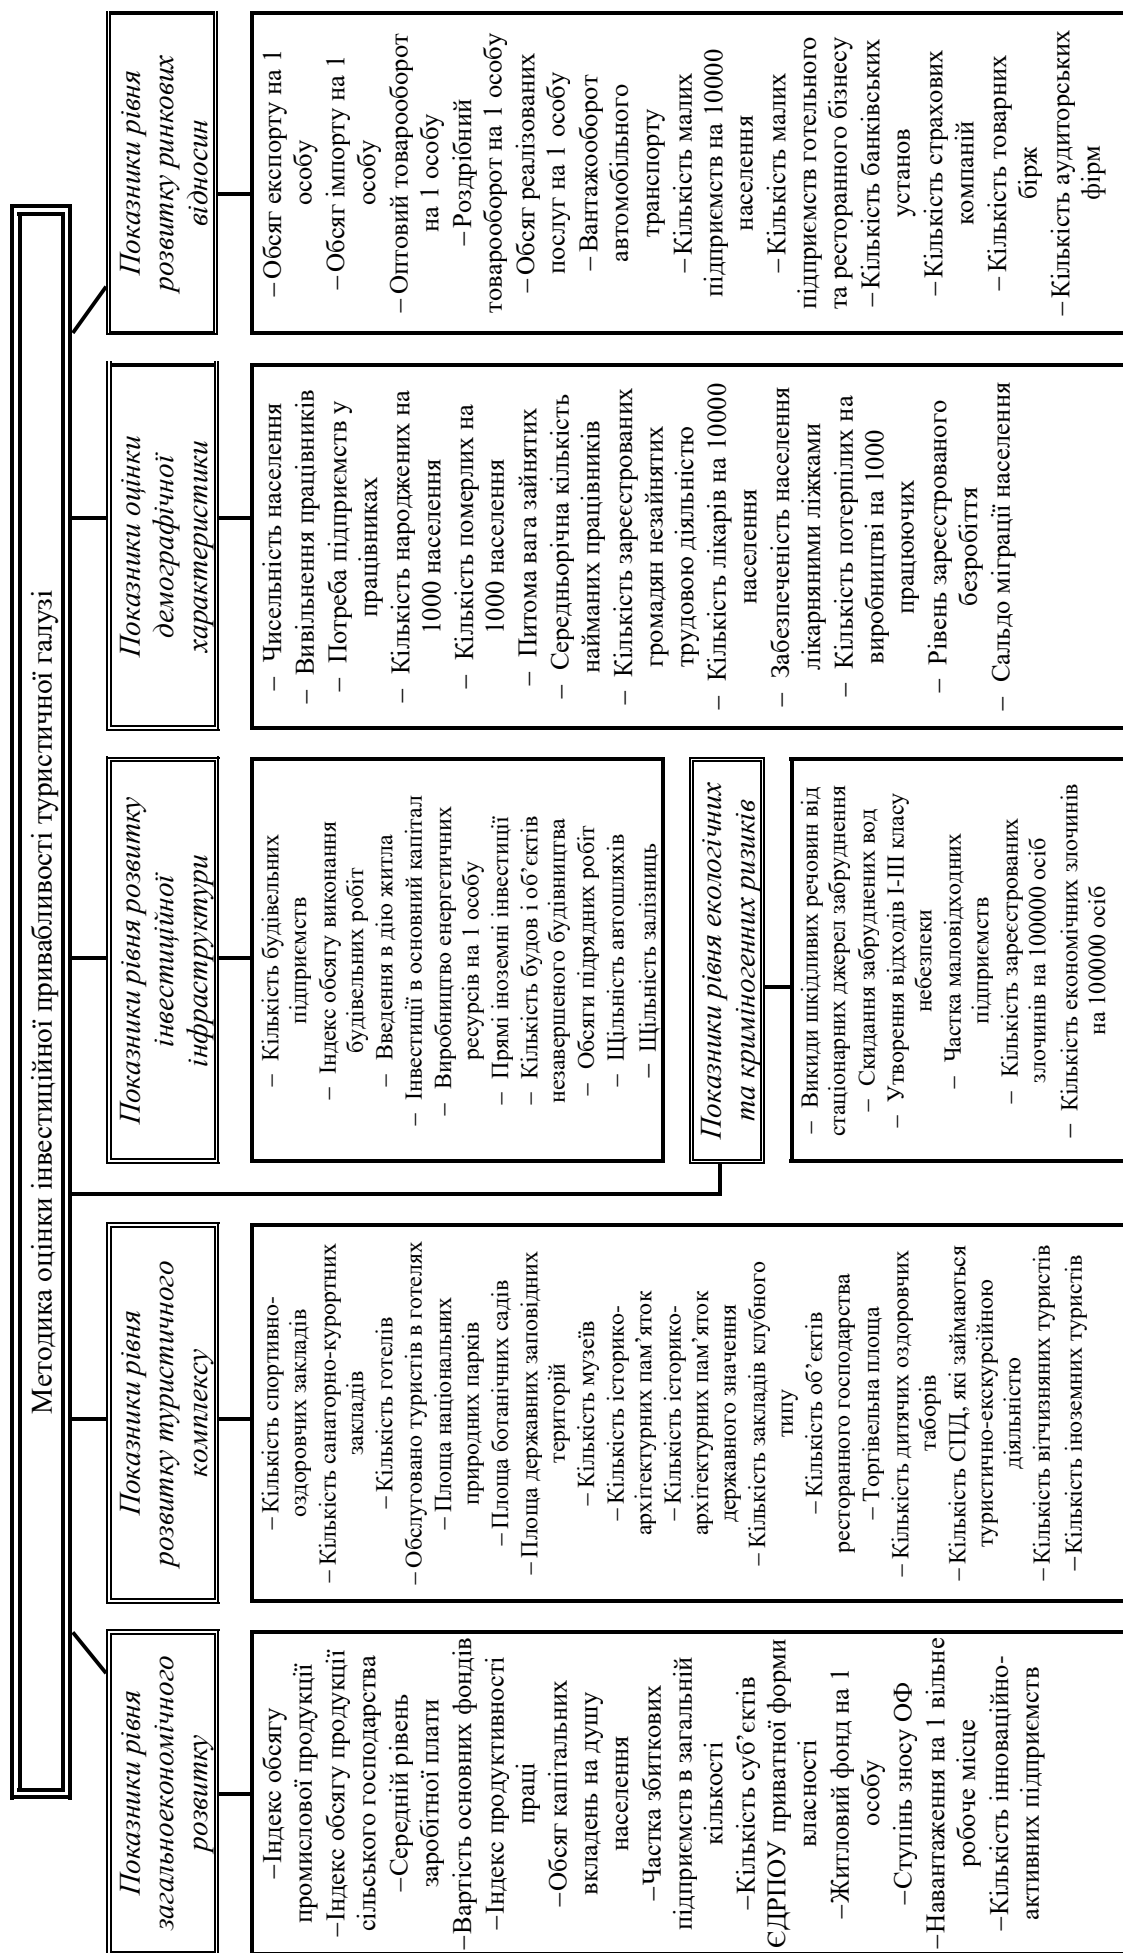 Методика оцінки інвестиційної привабливості туристичної галузі
Показники рівня
загальноекономічного
розвитку
–Індекс обсягу
промислової продукції
–Індекс обсягу продукції
сільського господарства
–Середній рівень
заробітної плати
–Вартість основних фондів
–Індекс продуктивності
праці
–Обсяг капітальних
вкладень на душу
населення
–Частка збиткових
підприємств в загальній
кількості
–Кількість суб’єктів
ЄДРПОУ приватної форми
власності
–Житловий фонд на 1
особу
–Ступінь зносу ОФ
–Навантаження на 1 вільне
робоче місце
–Кількість інноваційно-
активних підприємств
Показники рівня
розвитку туристичного
комплексу
–Кількість спортивно-
оздоровчих закладів
–Кількість санаторно-курортних
закладів
–Кількість готелів
–Обслуговано туристів в готелях
–Площа національних
природних парків
–Площа ботанічних садів
–Площа державних заповідних
територій
–Кількість музеїв
–Кількість історико-
архітектурних пам’яток
–Кількість історико-
архітектурних пам’яток
державного значення
–Кількість закладів клубного
типу
–Кількість об’єктів
ресторанного господарства
–Торгівельна площа
–Кількість дитячих оздоровчих
таборів
–Кількість СПД, які займаються
туристично-екскурсійною
діяльністю
–Кількість вітчизняних туристів
–Кількість іноземних туристів
Показники рівня розвитку
інвестиційної
інфраструктури
– Кількість будівельних
підприємств
– Індекс обсягу виконання
будівельних робіт
– Введення в дію житла
– Інвестиції в основний капітал
– Виробництво енергетичних
ресурсів на 1 особу
– Прямі іноземні інвестиції
– Кількість будов і об’єктів
незавершеного будівництва
– Обсяги підрядних робіт
– Щільність автошляхів
– Щільність залізниць
Показники рівня екологічних
та криміногенних ризиків
– Викиди шкідливих речовин від
стаціонарних джерел забруднення
– Скидання забруднених вод
– Утворення відходів І-ІІІ класу
небезпеки
– Частка маловідходних
підприємств
– Кількість зареєстрованих
злочинів на 100000 осіб
– Кількість економічних злочинів
на 100000 осіб
Показники оцінки
демографічної
характеристики
– Чисельність населення
– Вивільнення працівників
– Потреба підприємств у
працівниках
– Кількість народжених на
1000 населення
– Кількість померлих на
1000 населення
– Питома вага зайнятих
– Середньорічна кількість
найманих працівників
– Кількість зареєстрованих
громадян незайнятих
трудовою діяльністю
– Кількість лікарів на 10000
населення
– Забезпеченість населення
лікарняними ліжками
– Кількість потерпілих на
виробництві на 1000
працюючих
– Рівень зареєстрованого
безробіття
– Сальдо міграції населення
Показники рівня
розвитку ринкових
відносин
–Обсяг експорту на 1
особу
–Обсяг імпорту на 1
особу
–Оптовий товарооборот
на 1 особу
–Роздрібний
товарооборот на 1 особу
–Обсяг реалізованих
послуг на 1 особу
–Вантажооборот
автомобільного
транспорту
–Кількість малих
підприємств на 10000
населення
–Кількість малих
підприємств готельного
та ресторанного бізнесу
–Кількість банківських
установ
–Кількість страхових
компаній
–Кількість товарних
бірж
–Кількість аудиторських
фірм